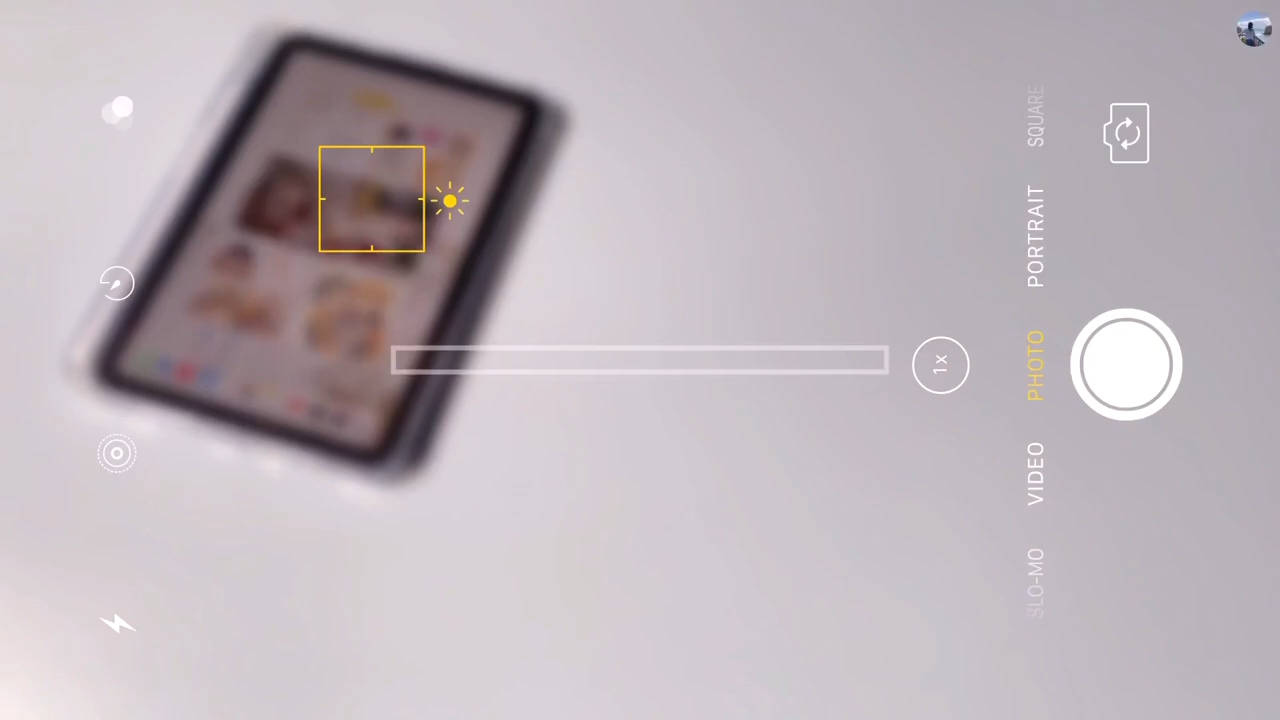 SQUARE
PORTRAIT
PHOTO
VIDEO
SLO-MO
1x